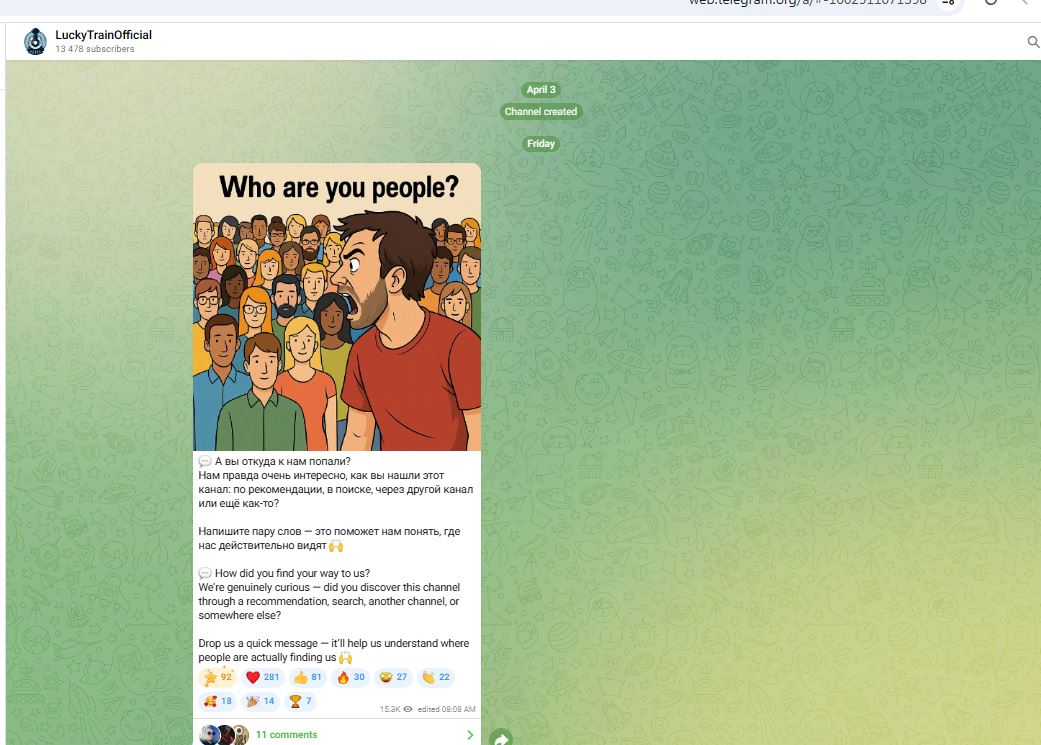 LuckyTrainOfficial
13 478 subscribers
April 3
Channel created
Friday
Who are you people?
💬 А вы откуда к нам попали?
Нам правда очень интересно, как вы нашли этот
канал: по рекомендации, в поиске, через другой канал
или ещё как-то?
Напишите пару слов — это поможет нам понять, где
нас действительно видят 🙌
💬 How did you find your way to us?
We're genuinely curious — did you discover this channel
through a recommendation, search, another channel, or
somewhere else?
Drop us a quick message — it'll help us understand where
people are actually finding us 🙌
92 ❤️ 281 👍 81 🔥 30 27 👏 22
🥰 18 🎉 14 🏆 7
15.3K edited 08:08 AM
11 comments